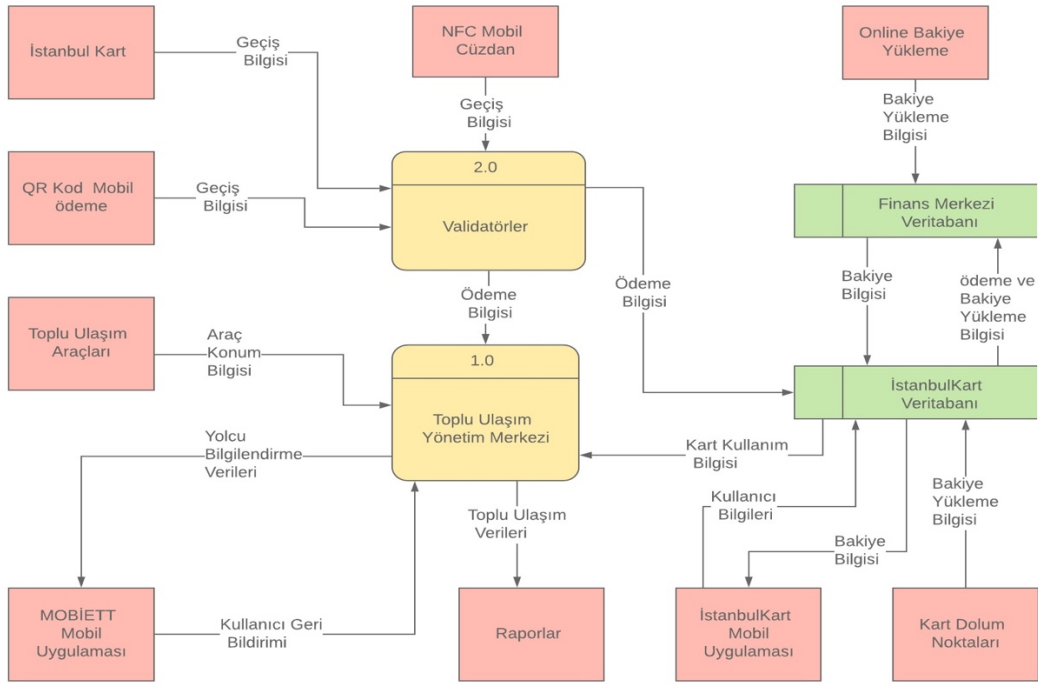 İstanbul Kart
Geçiş
Bilgisi
NFC Mobil
Cüzdan
Online Bakiye
Yükleme
Geçiş
Bilgisi
Bakiye
Yükleme
Bilgisi
QR Kod Mobil
ödeme
Geçiş
Bilgisi
2.0
Validatörler
Finans Merkezi
Veritabanı
Ödeme
Bilgisi
Ödeme
Bilgisi
Bakiye
Bilgisi
ödeme ve
Bakiye
Yükleme
Bilgisi
Toplu Ulaşım
Araçları
Araç
Konum
Bilgisi
1.0
Toplu Ulaşım
Yönetim Merkezi
İstanbulKart
Veritabanı
Yolcu
Bilgilendirme
Verileri
Kart Kullanım
Bilgisi
Toplu Ulaşım
Verileri
Kullanıcı
Bilgileri
Bakiye
Bilgisi
Bakiye
Yükleme
Bilgisi
MOBİETT
Mobil
Uygulaması
Kullanıcı Geri
Bildirimi
Raporlar
İstanbulKart
Mobil
Uygulaması
Kart Dolum
Noktaları